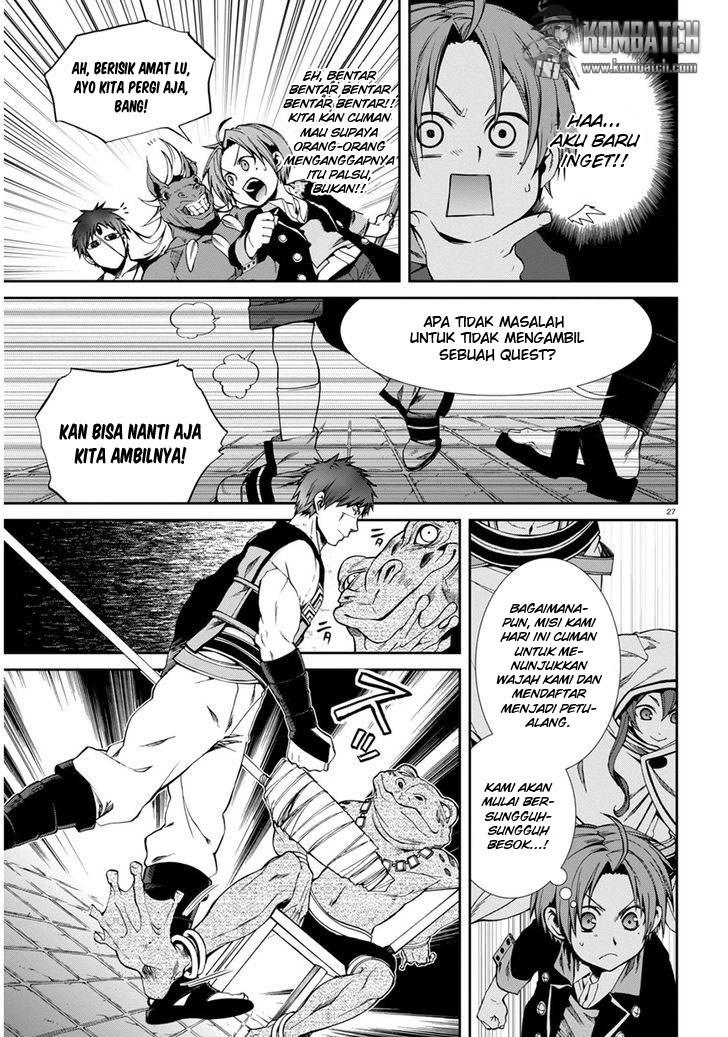 KOMBATCH
www.kombatch.com
HAA...
AKU BARU
INGET!!
EH, BENTAR
BENTAR BENTAR
BENTAR BENTAR!!
KITA KAN CUMAN
MAU SUPAYA
ORANG-ORANG
MENGANGGAPNYA
ITU PALSU,
BUKAN!!
AH, BERISIK AMAT LU,
AYO KITA PERGI AJA,
BANG!
APA TIDAK MASALAH
UNTUK TIDAK MENGAMBIL
SEBUAH QUEST?
KAN BISA NANTI AJA
KITA AMBILNYA!
27
BAGAIMANA-
PUN, MISI KAMI
HARI INI CUMAN
UNTUK ME-
NUNJUKKAN
WAJAH KAMI DAN
MENDAFTAR
MENJADI PETU-
ALANG.
KAMI AKAN
MULAI BER-
SUNGGUH-
SUNGGUH
BESOK...!
ドッ